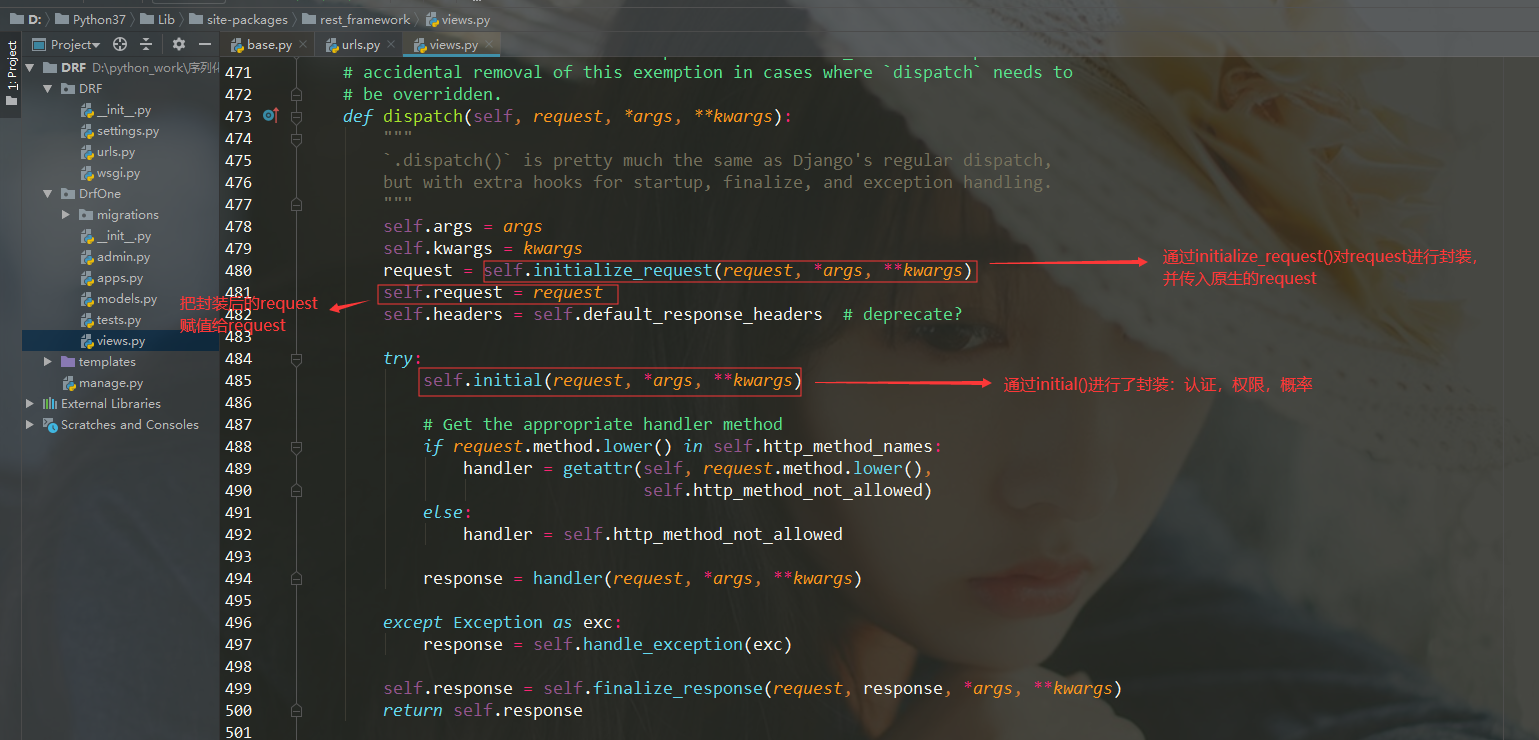 D: Python37 Lib site-packages rest_framework views.py
Project base.py urls.py views.py
1: Project
DRF D:\python_work\序列化
DRF
__init__.py
settings.py
urls.py
wsgi.py
DrfOne
migrations
__init__.py
admin.py
apps.py
models.py
tests.py
views.py
templates
manage.py
External Libraries
Scratches and Consoles
471 # accidental removal of this exemption in cases where `dispatch` needs to
472 # be overridden.
473 def dispatch(self, request, *args, **kwargs):
474 """
475 `.dispatch()` is pretty much the same as Django's regular dispatch,
476 but with extra hooks for startup, finalize, and exception handling.
477 """
478 self.args = args
479 self.kwargs = kwargs
480 request = self.initialize_request(request, *args, **kwargs)
481 self.request = request
482 self.headers = self.default_response_headers  # deprecate?
483
484 try:
485 self.initial(request, *args, **kwargs)
486
487 # Get the appropriate handler method
488 if request.method.lower() in self.http_method_names:
489 handler = getattr(self, request.method.lower(),
490 self.http_method_not_allowed)
491 else:
492 handler = self.http_method_not_allowed
493
494 response = handler(request, *args, **kwargs)
495
496 except Exception as exc:
497 response = self.handle_exception(exc)
498
499 self.response = self.finalize_response(request, response, *args, **kwargs)
500 return self.response
501
通过initialize_request()对request进行封装,
并传入原生的request
把封装后的request
赋值给request
通过initial()进行了封装: 认证, 权限, 概率